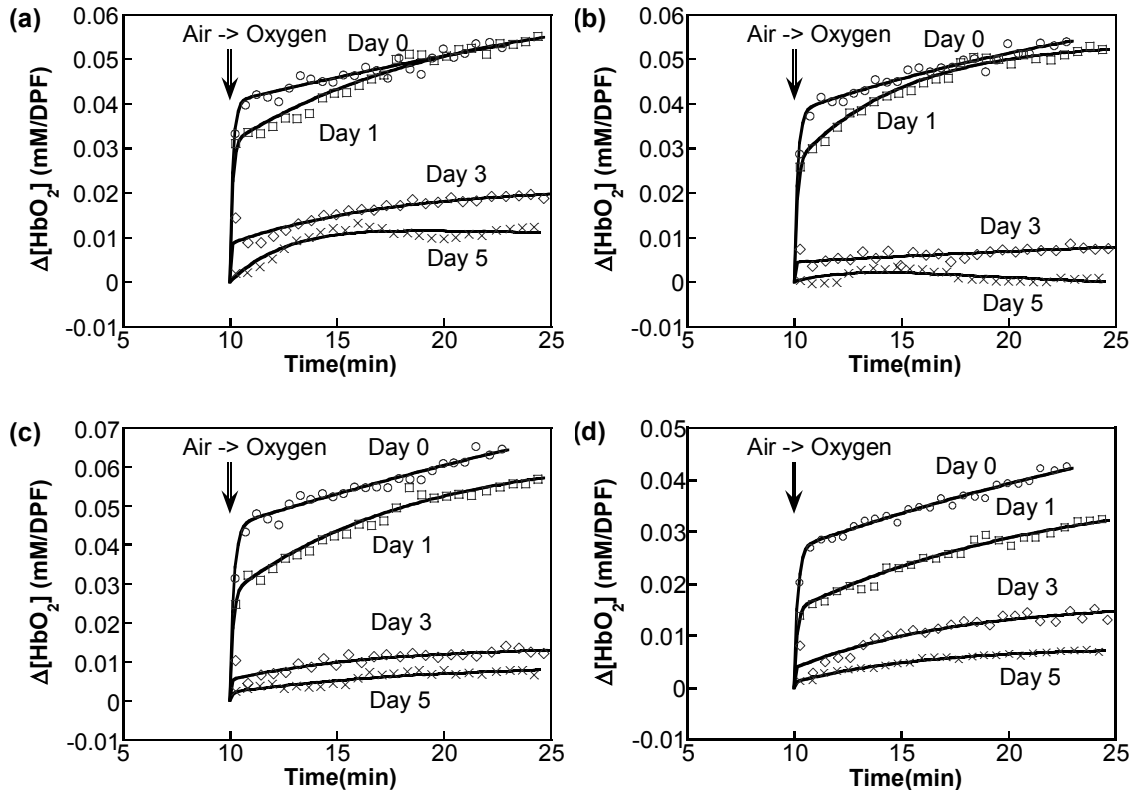 (a)
Δ[HbO2] (mM/DPF)
0.06
0.05
0.04
0.03
0.02
0.01
0
-0.01
Air -> Oxygen
Day 0
Day 1
Day 3
Day 5
5
10
15
20
25
Time(min)
(b)
Δ[HbO2] (mM/DPF)
0.06
0.05
0.04
0.03
0.02
0.01
0
-0.01
Air -> Oxygen
Day 0
Day 1
Day 3
Day 5
5
10
15
20
25
Time(min)
(c)
Δ[HbO2] (mM/DPF)
0.07
0.06
0.05
0.04
0.03
0.02
0.01
0
-0.01
Air -> Oxygen
Day 0
Day 1
Day 3
Day 5
5
10
15
20
25
Time(min)
(d)
Δ[HbO2] (mM/DPF)
0.05
0.04
0.03
0.02
0.01
0
-0.01
Air -> Oxygen
Day 0
Day 1
Day 3
Day 5
5
10
15
20
25
Time(min)